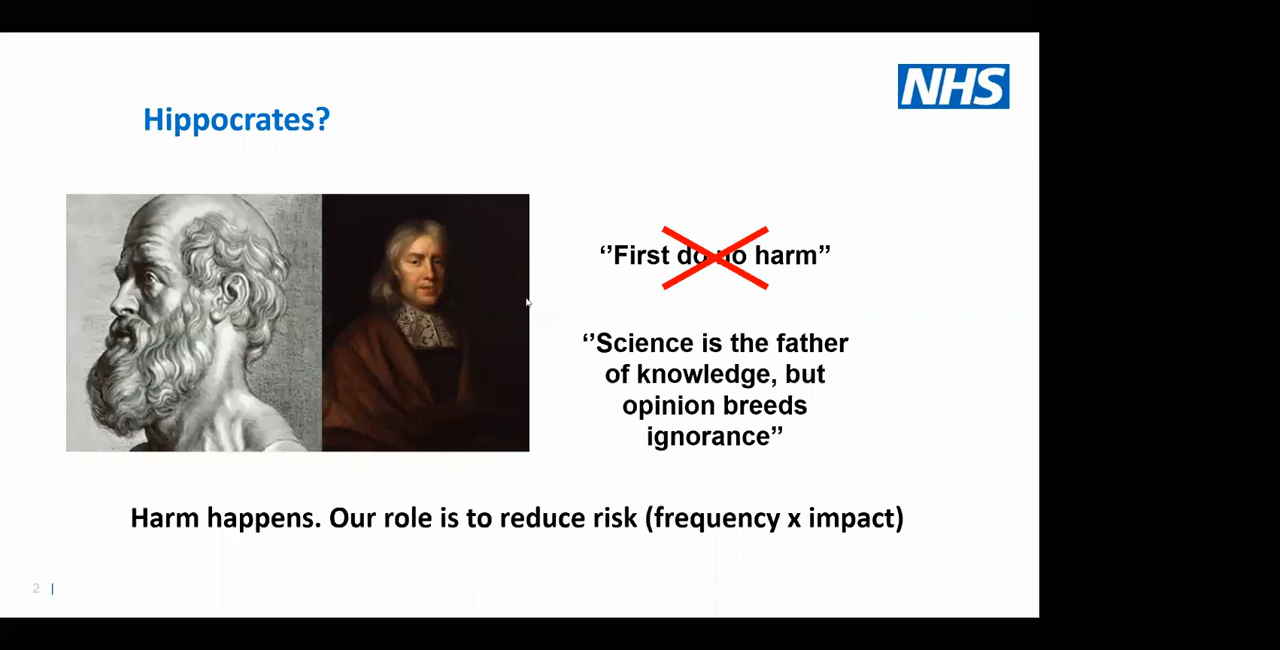 NHS
Hippocrates?
‘’First do no harm’’
‘’Science is the father
of knowledge, but
opinion breeds
ignorance’’
Harm happens. Our role is to reduce risk (frequency x impact)
2 |